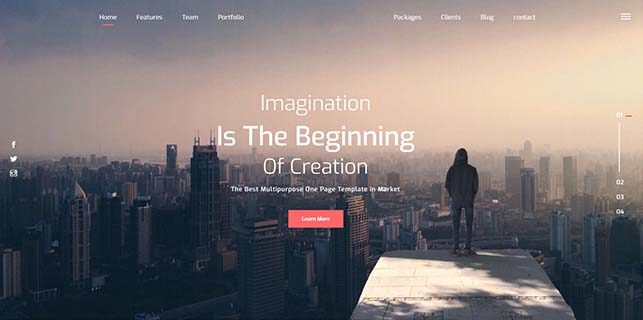 Home Features Team Portfolio Packages Clients Blog contact
Imagination
Is The Beginning
Of Creation
The Best Multipurpose One Page Template in Market
Learn More
01
02
03
04